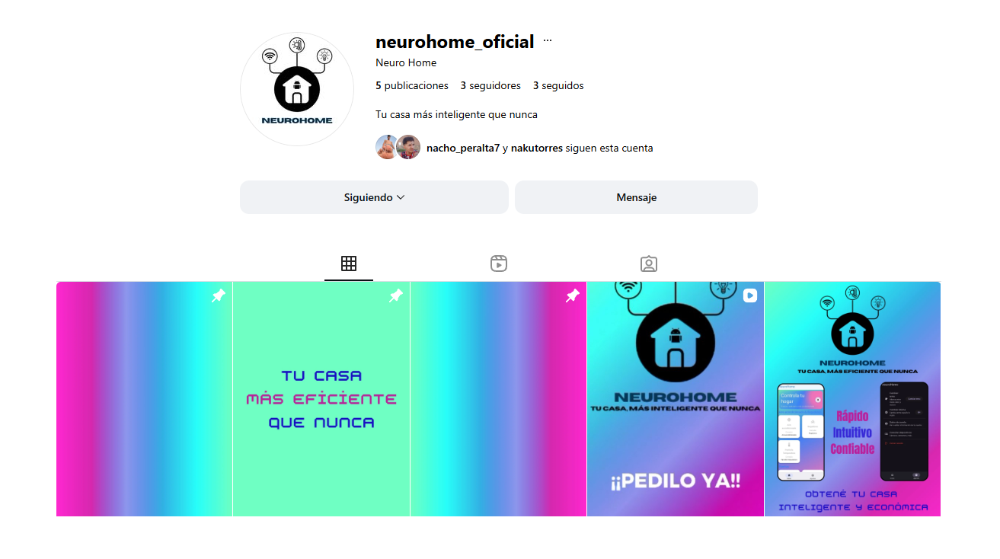 neurohome_oficial ...
Neuro Home
5 publicaciones 3 seguidores 3 seguidos
Tu casa más inteligente que nunca
nacho_peralta7 y nakutorres siguen esta cuenta
Siguiendo
Mensaje
NEUROHOME
TU CASA
MÁS EFICIENTE
QUE NUNCA
NEUROHOME
TU CASA, MÁS INTELIGENTE QUE NUNCA
¡¡PEDILO YA!!
NEUROHOME
TU CASA, MÁS EFICIENTE QUE NUNCA
Controla tu
hogar
Rápido
Intuitivo
Confiable
OBTENÉ TU CASA
INTELIGENTE Y ECONÓMICA